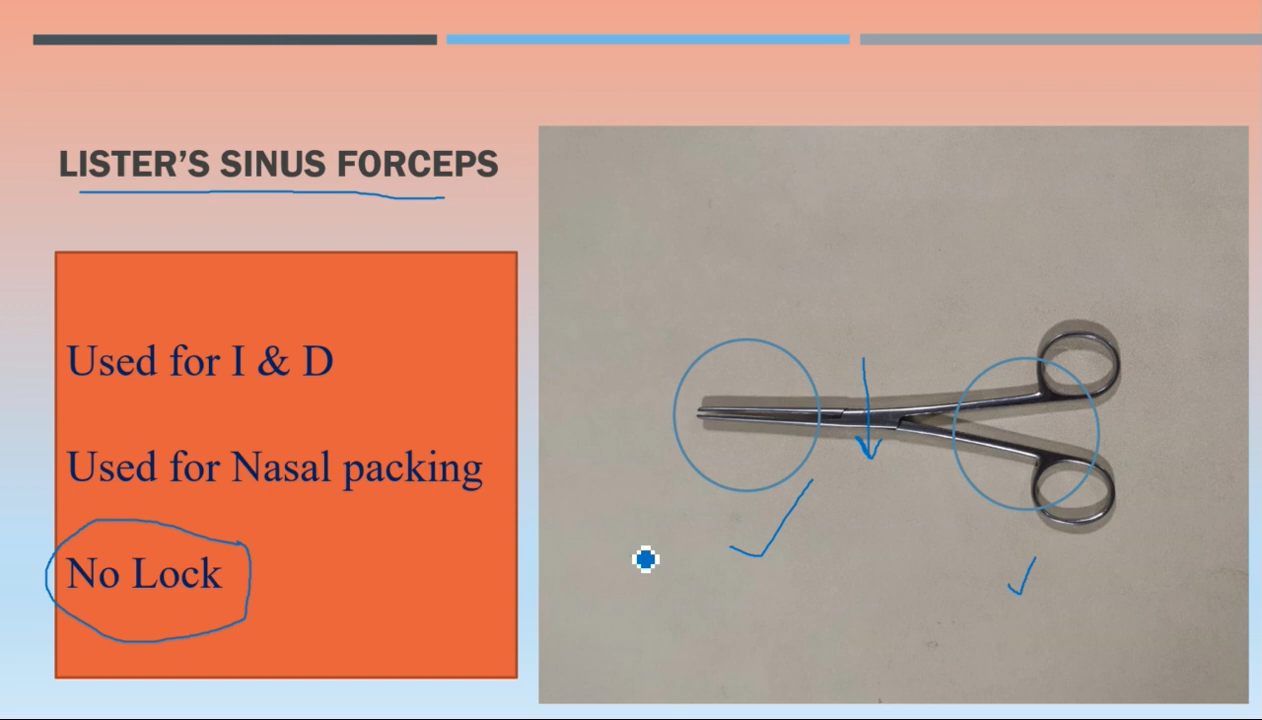 LISTER'S SINUS FORCEPS
Used for I & D
Used for Nasal packing
No Lock